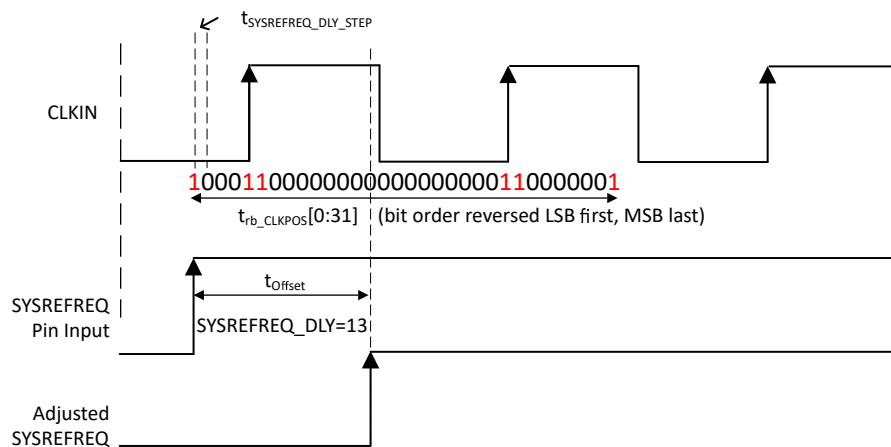 tSYSREFREQ_DLY_STEP
CLKIN
10001100000000000000000110000001
trb_CLKPOS[0:31] (bit order reversed LSB first, MSB last)
tOffset
SYSREFREQ
Pin Input
SYSREFREQ_DLY=13
Adjusted
SYSREFREQ